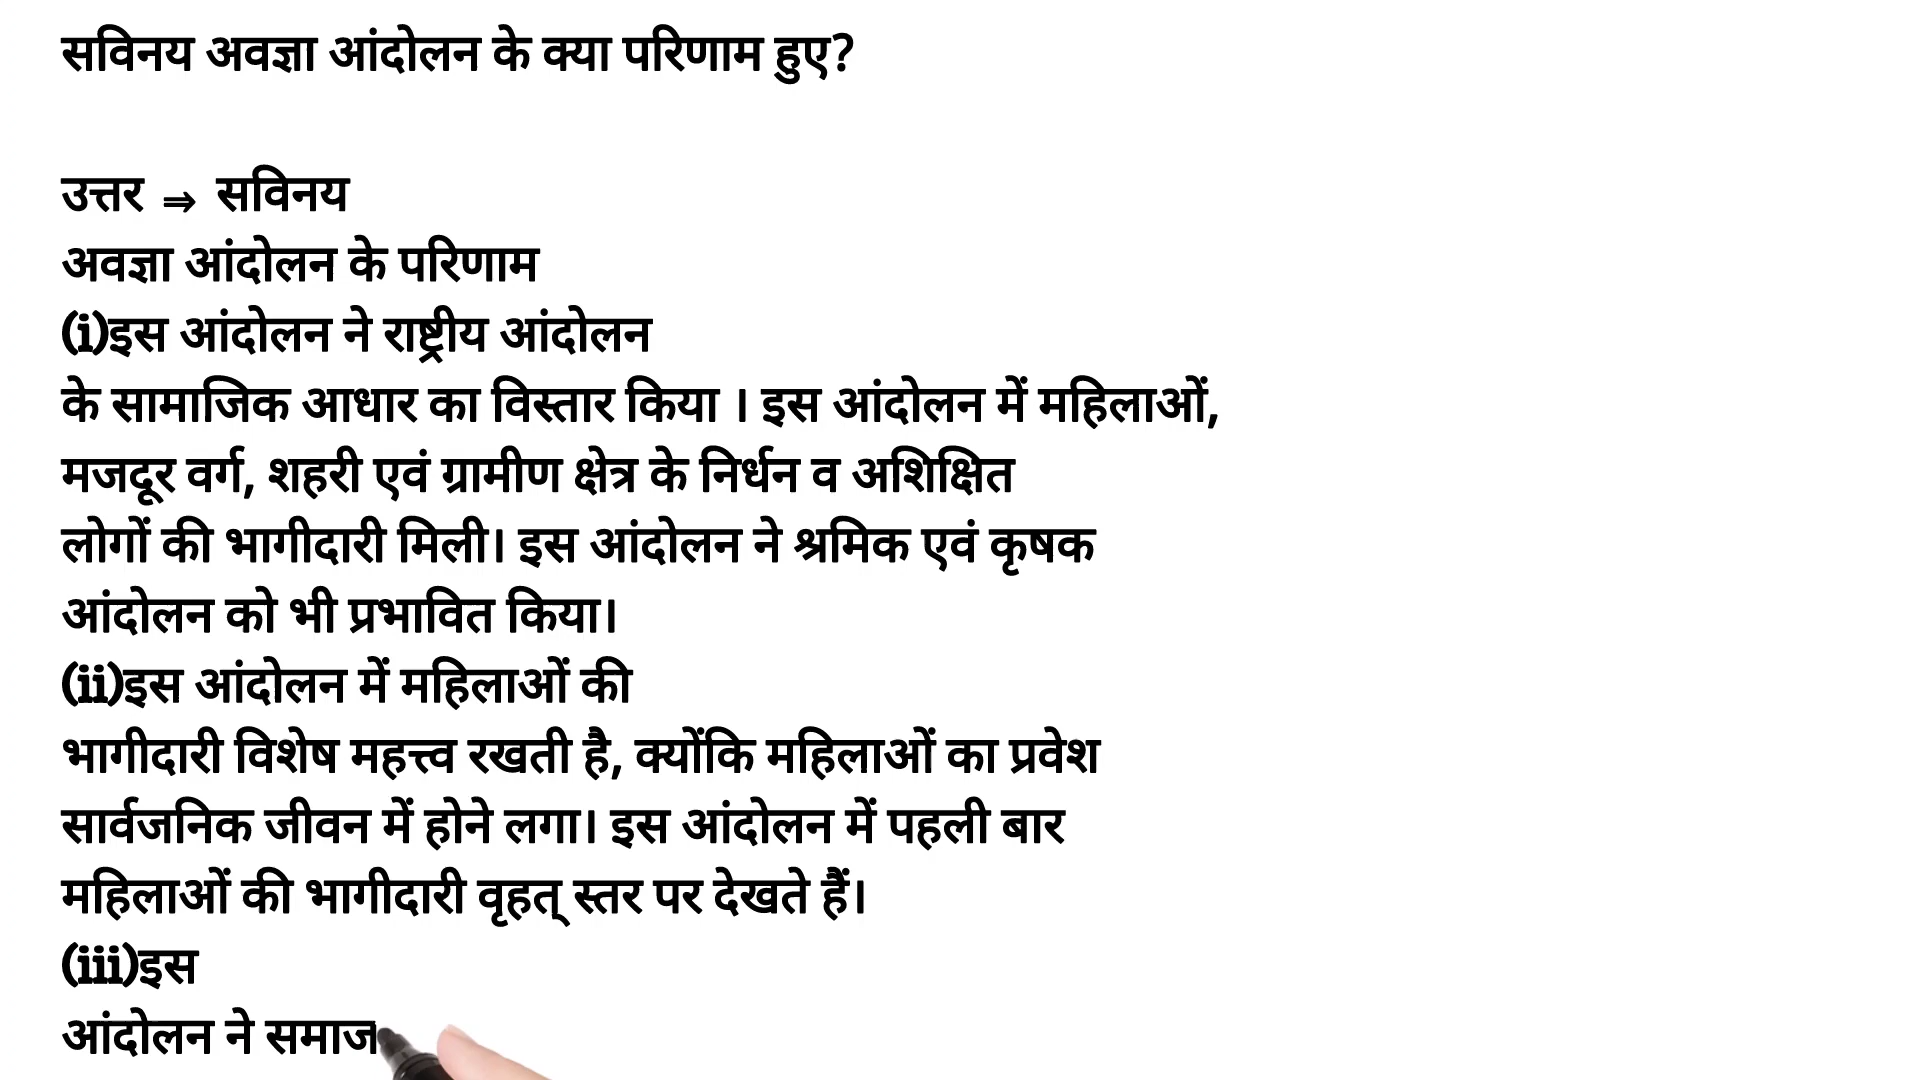 सविनय अवज्ञा आंदोलन के क्या परिणाम हुए?
उत्तर ⇒ सविनय
अवज्ञा आंदोलन के परिणाम
(i)इस आंदोलन ने राष्ट्रीय आंदोलन
के सामाजिक आधार का विस्तार किया । इस आंदोलन में महिलाओं,
मजदूर वर्ग, शहरी एवं ग्रामीण क्षेत्र के निर्धन व अशिक्षित
लोगों की भागीदारी मिली। इस आंदोलन ने श्रमिक एवं कृषक
आंदोलन को भी प्रभावित किया।
(ii)इस आंदोलन में महिलाओं की
भागीदारी विशेष महत्त्व रखती है, क्योंकि महिलाओं का प्रवेश
सार्वजनिक जीवन में होने लगा। इस आंदोलन में पहली बार
महिलाओं की भागीदारी वृहत् स्तर पर देखते हैं।
(iii)इस
आंदोलन ने समाज